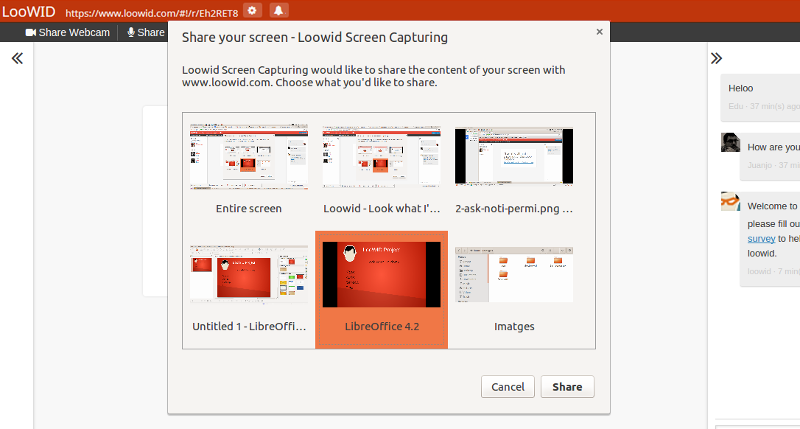 LooWID https://www.loowid.com/#!/r/Eh2RET8
Share Webcam Share
Share your screen - Loowid Screen Capturing
Loowid Screen Capturing would like to share the content of your screen with
www.loowid.com. Choose what you'd like to share.
Entire screen
Loowid - Look what I'...
2-ask-noti-permi.png ...
LooWID Project
Untitled 1 - LibreOffi...
LibreOffice 4.2
Imatges
Cancel
Share
Heloo
Edu - 37 min(s) ago
How are you
Juanjo - 37 min
Welcome to
please fill ou
survey to hel
loowid.
loowid - 7 min